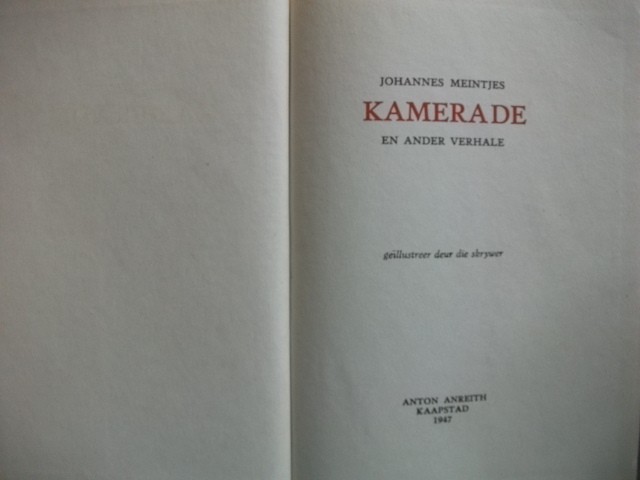 JOHANNES MEINTJES
KAMERADE
EN ANDER VERHALE
geïllustreer deur die skrywer
ANTON ANREITH
KAAPSTAD
1947